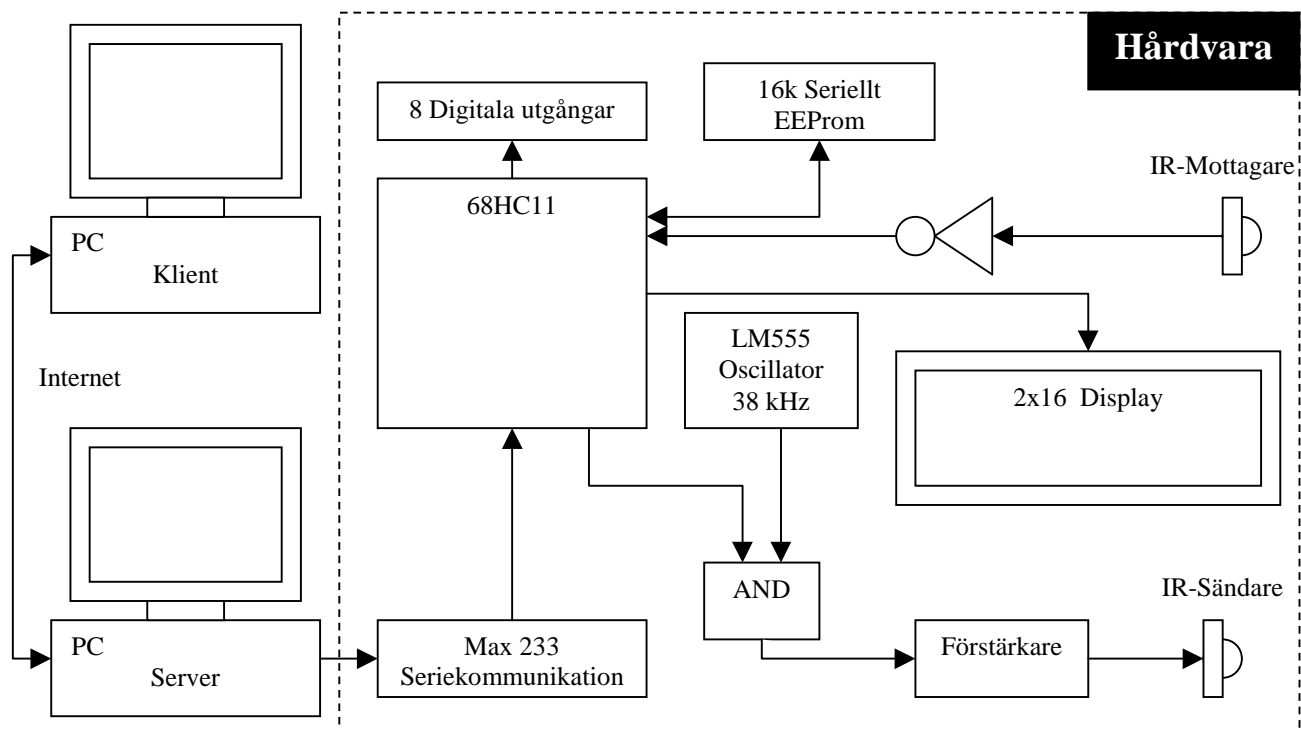 Hårdvara
8 Digitala utgångar
16k Seriellt
EEProm
IR-Mottagare
68HC11
PC
Klient
LM555
Oscillator
38 kHz
Internet
2x16 Display
AND
IR-Sändare
PC
Server
Max 233
Seriekommunikation
Förstärkare